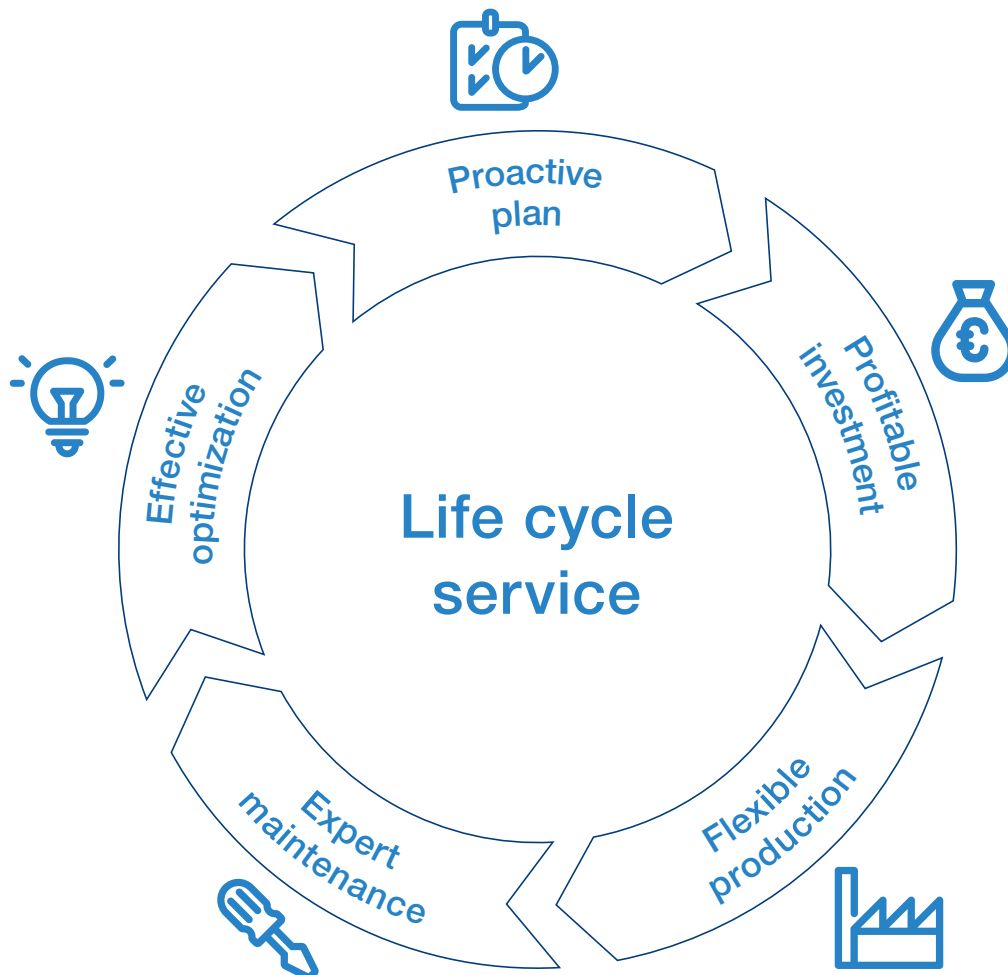 Proactive
plan
Profitable
investment
€
Flexible
production
Expert
maintenance
Effective
optimization
Life cycle
service